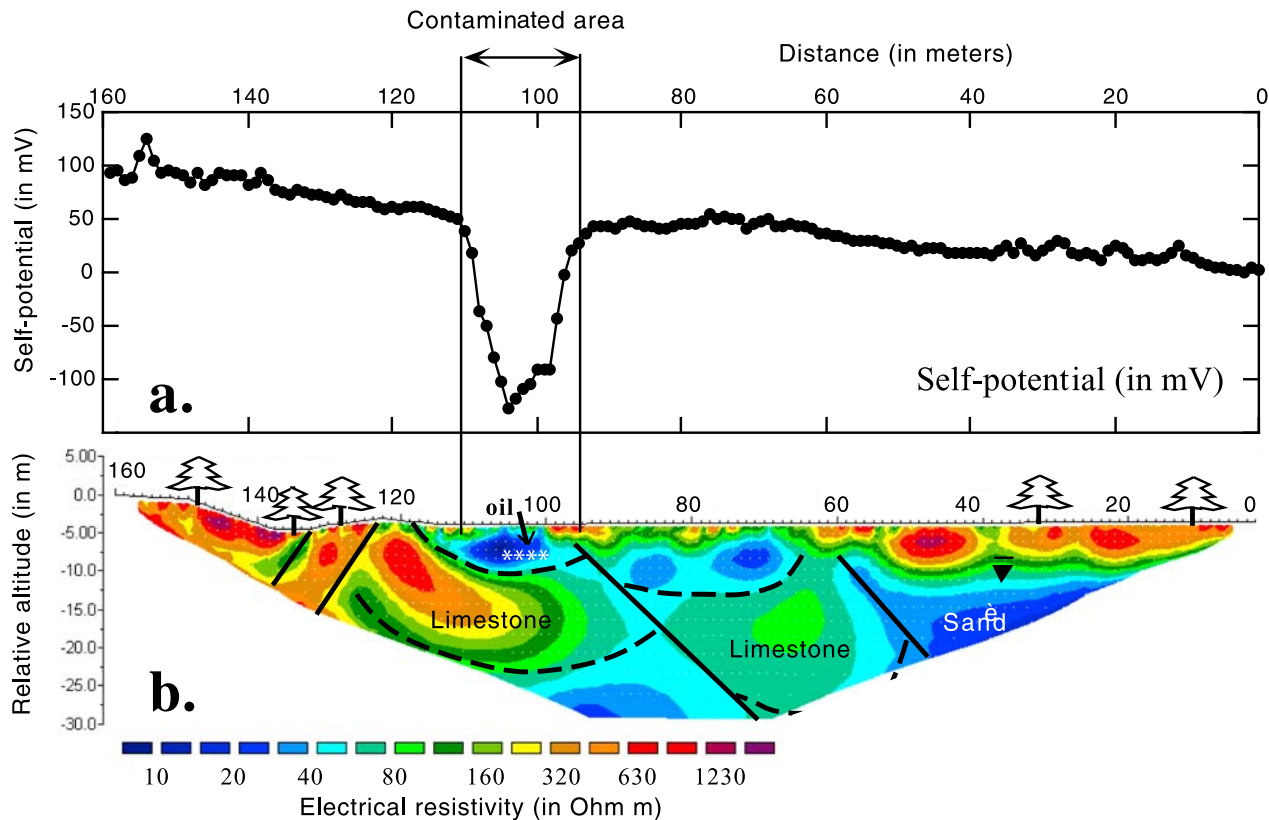 Contaminated area
Distance (in meters)
160 140 120 100 80 60 40 20 0
150
100
50
0
-50
-100
Self-potential (in mV)
a.
Self-potential (in mV)
5.00
0.0
-5.00
-10.0
-15.0
-20.0
-25.0
-30.0
Relative altitude (in m)
160 140 120 100 80 60 40 20 0
oil
****
Limestone
Limestone
Sand
è
b.
10 20 40 80 160 320 630 1230
Electrical resistivity (in Ohm m)